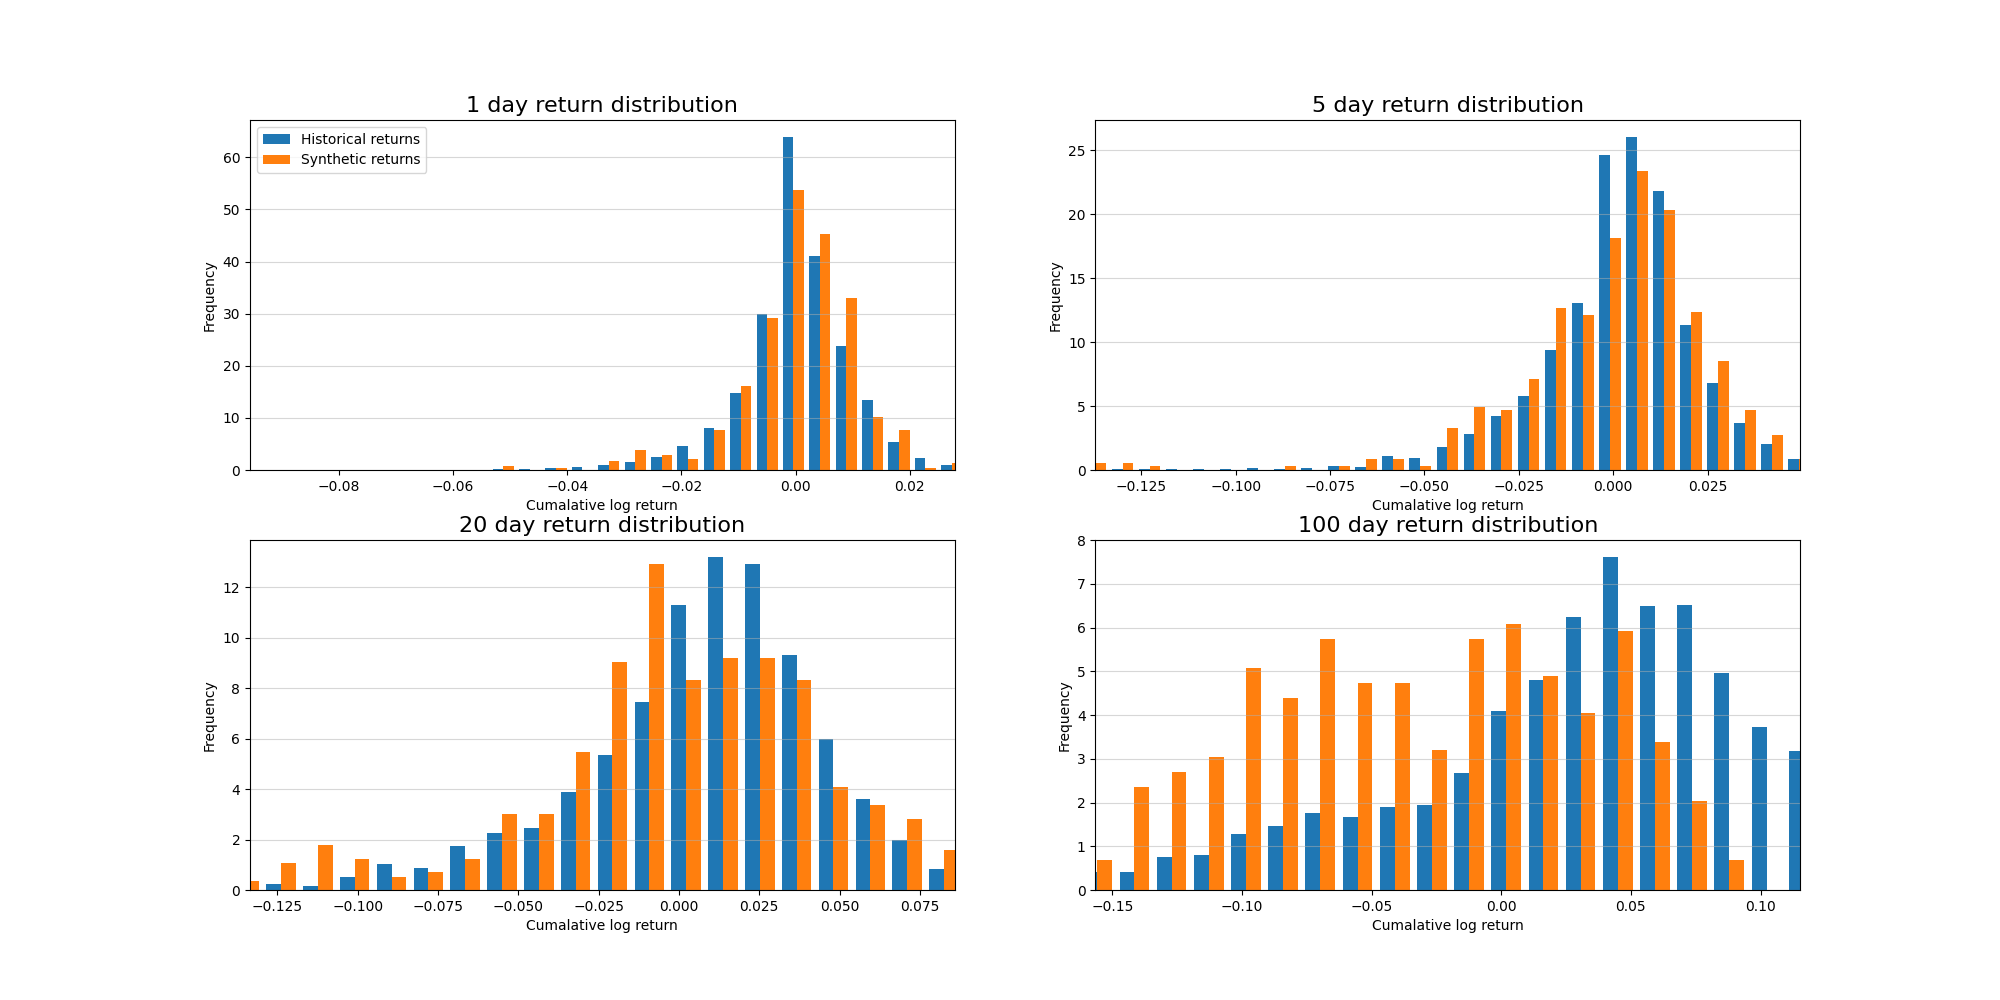 1 day return distribution
Historical returns
Synthetic returns
60
50
40
30
20
10
0
Frequency
−0.08 −0.06 −0.04 −0.02 0.00 0.02
Cumalative log return
5 day return distribution
25
20
15
10
5
0
Frequency
−0.125 −0.100 −0.075 −0.050 −0.025 0.000 0.025
Cumalative log return
20 day return distribution
12
10
8
6
4
2
0
Frequency
−0.125 −0.100 −0.075 −0.050 −0.025 0.000 0.025 0.050 0.075
Cumalative log return
100 day return distribution
8
7
6
5
4
3
2
1
0
Frequency
−0.15 −0.10 −0.05 0.00 0.05 0.10
Cumalative log return